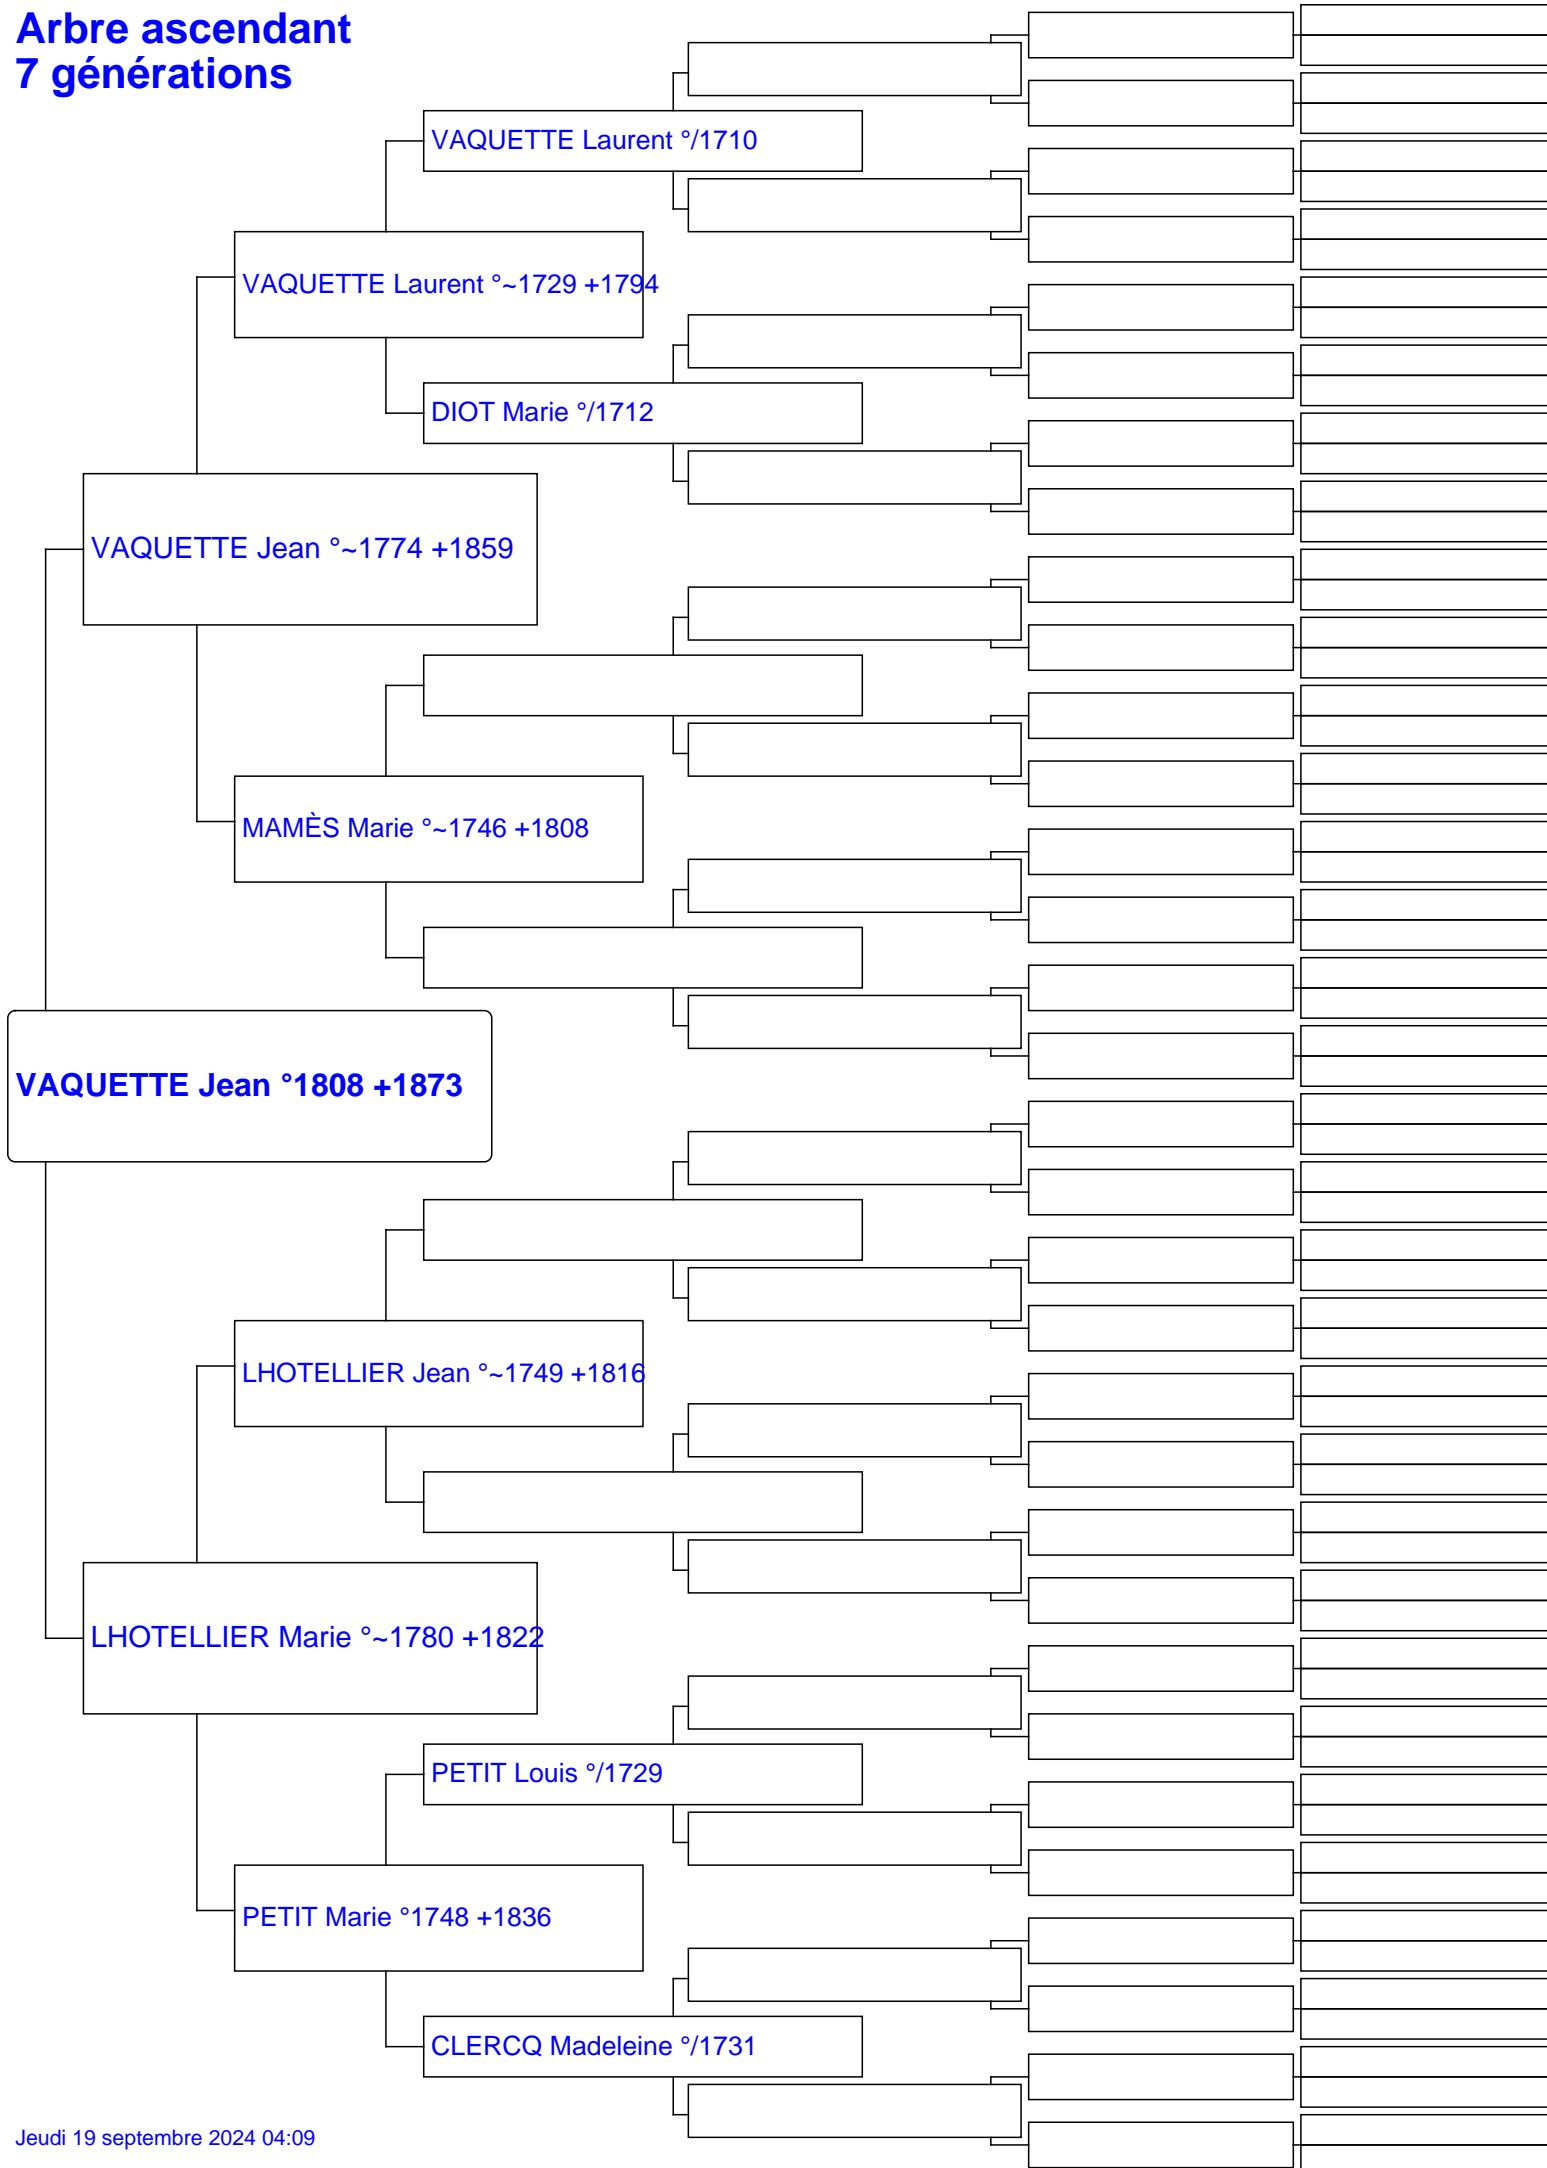 Arbre ascendant
7 générations
VAQUETTE Laurent °/1710
VAQUETTE Laurent °~1729 +1794
DIOT Marie °/1712
VAQUETTE Jean °~1774 +1859
MAMÈS Marie °~1746 +1808
VAQUETTE Jean °1808 +1873
LHOTELLIER Jean °~1749 +1816
LHOTELLIER Marie °~1780 +1822
PETIT Louis °/1729
PETIT Marie °1748 +1836
CLERCQ Madeleine °/1731
Jeudi 19 septembre 2024 04:09